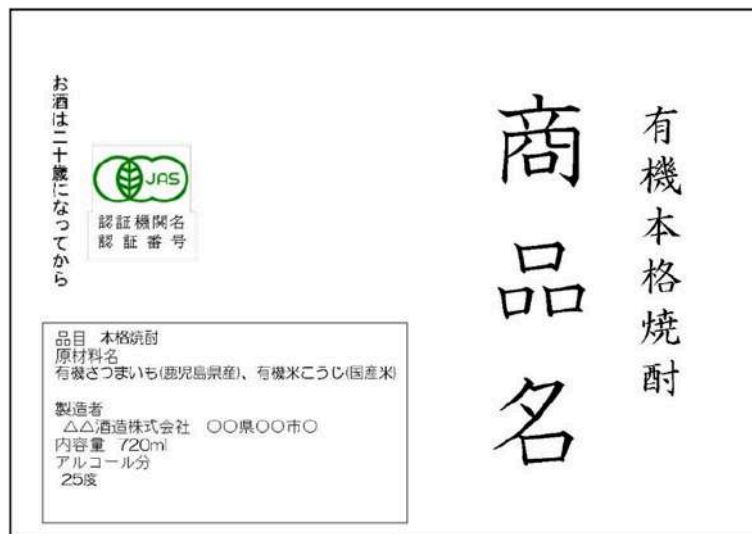 有機本格焼酎
商品名
お酒は二十歳になってから
JAS
認証機関名
認証番号
品目 本格焼酎
原材料名
有機さつまいも(鹿児島県産)、有機米こうじ(国産米)
製造者
△△酒造株式会社 〇〇県〇〇市〇
内容量 720ml
アルコール分
25度